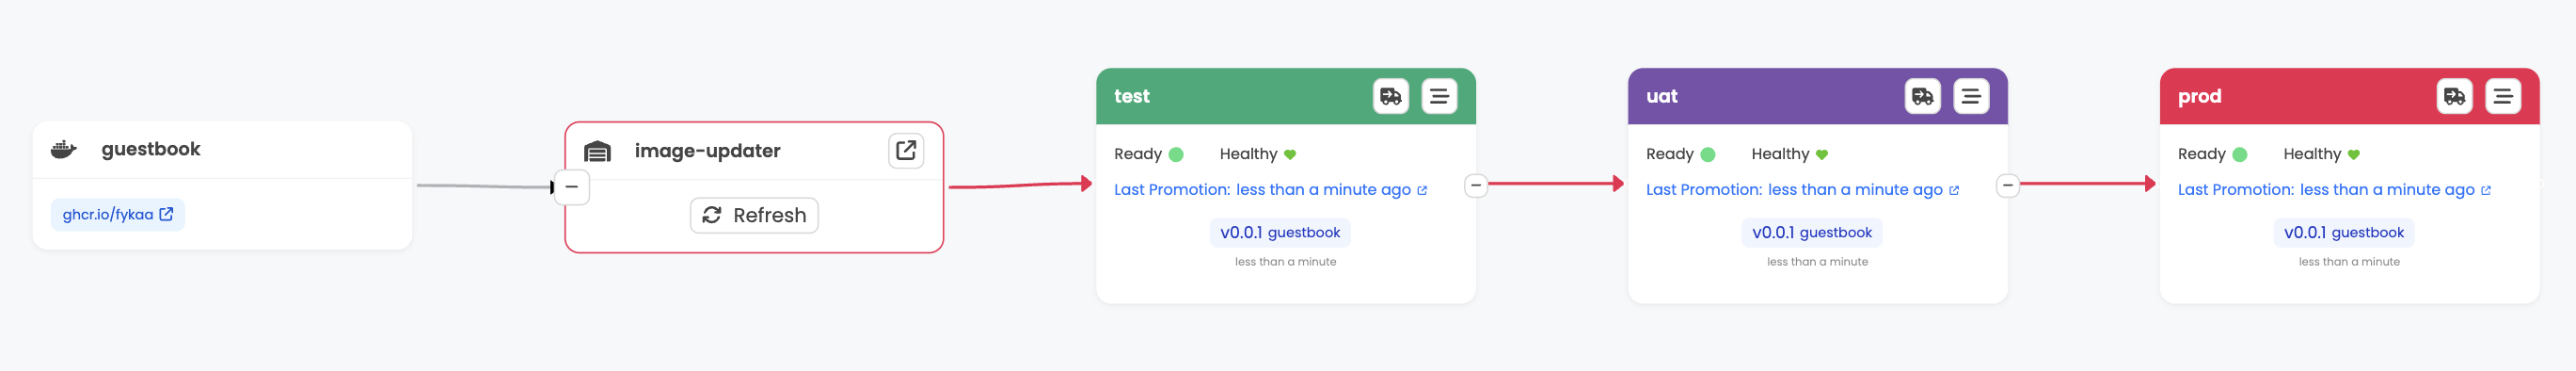 guestbook
ghcr.io/fykaa
image-updater
Refresh
test
Ready Healthy
Last Promotion: less than a minute ago
v0.0.1 guestbook
less than a minute
uat
Ready Healthy
Last Promotion: less than a minute ago
v0.0.1 guestbook
less than a minute
prod
Ready Healthy
Last Promotion: less than a minute ago
v0.0.1 guestbook
less than a minute